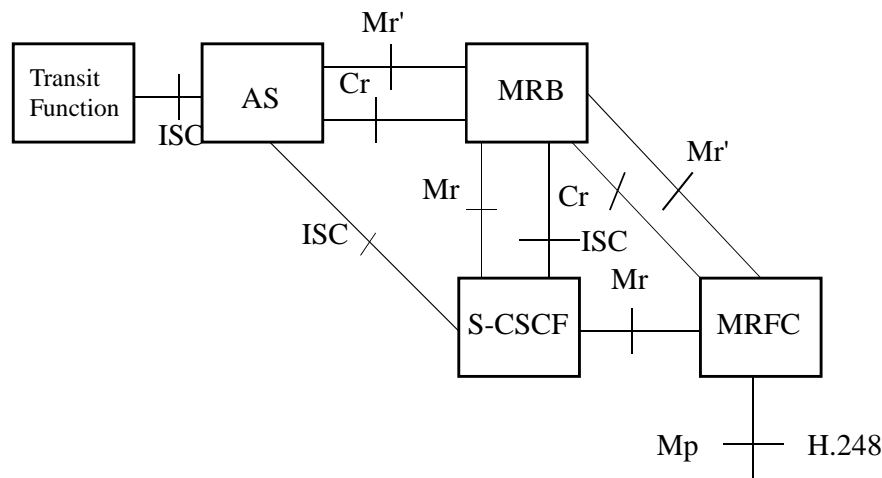 Mr'
Transit
Function
ISC
AS
Cr
MRB
Mr'
Mr
Cr
ISC
ISC
Mr
S-CSCF
MRFC
Mp
H.248